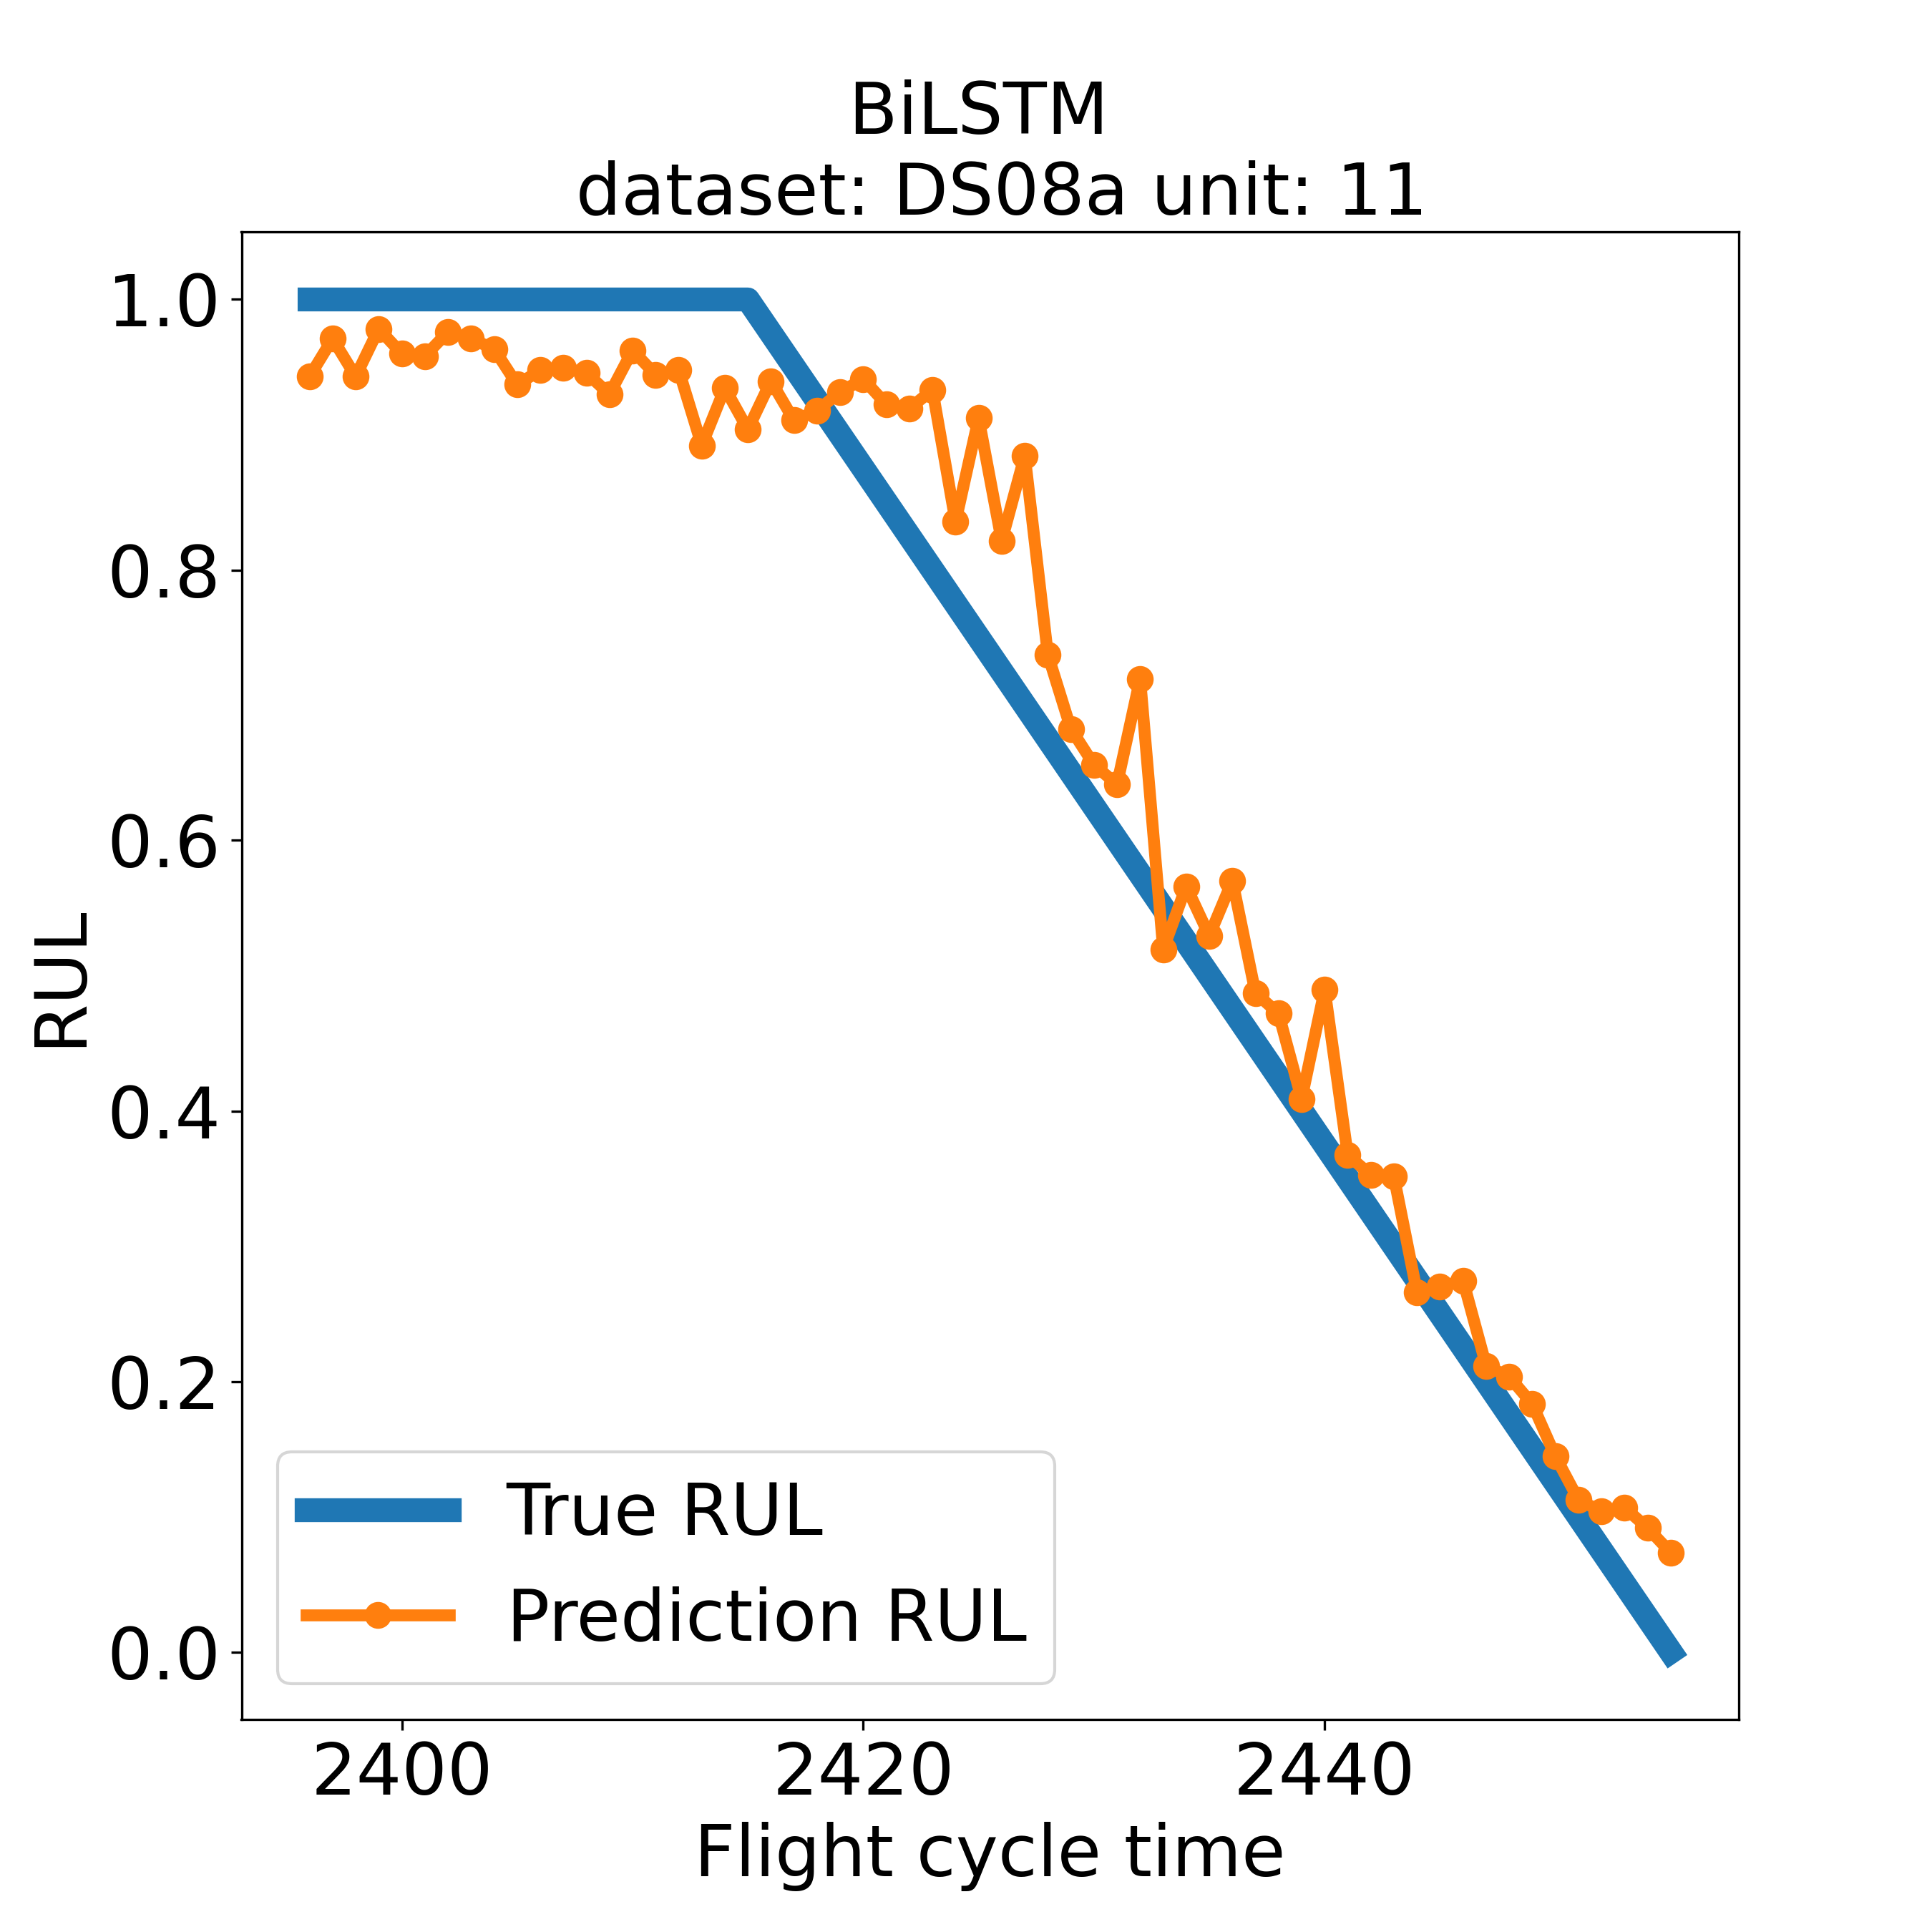 BiLSTM
dataset: DS08a unit: 11
1.0
0.8
0.6
0.4
0.2
0.0
RUL
True RUL
Prediction RUL
2400 2420 2440
Flight cycle time